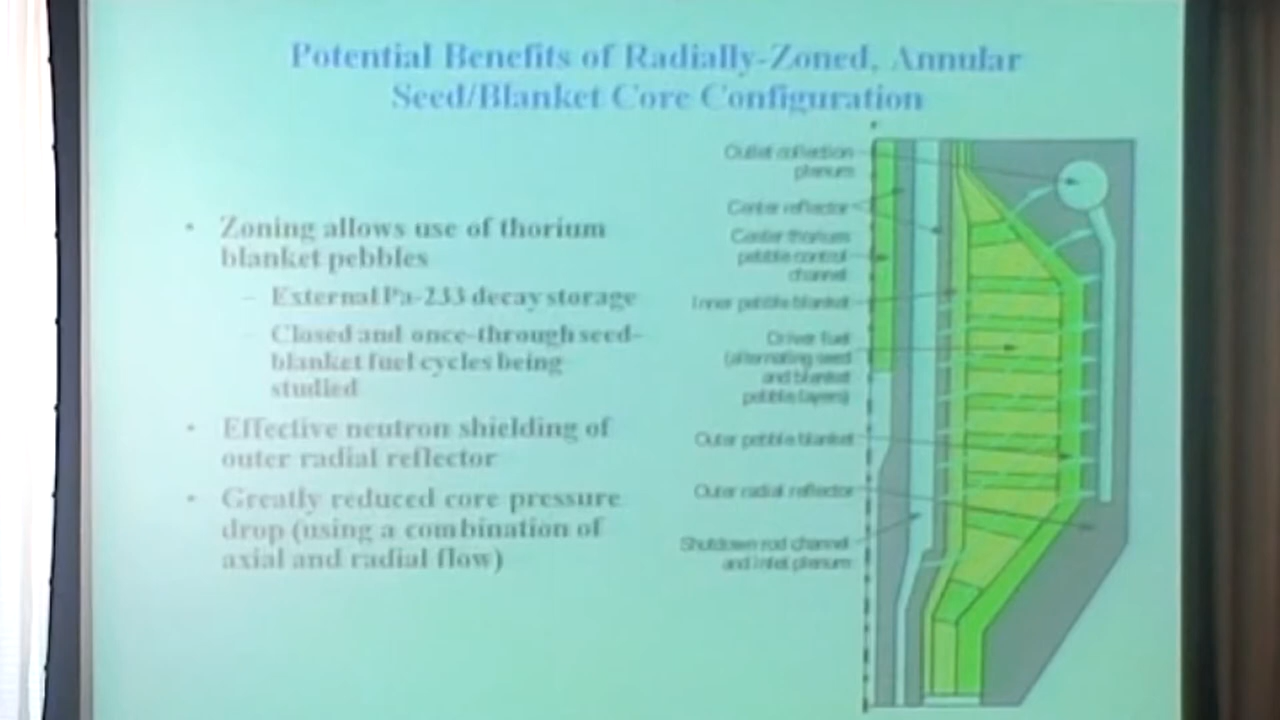 Potential Benefits of Radially-Zoned, Annular
Seed/Blanket Core Configuration
• Zoning allows use of thorium
blanket pebbles
– External Pa-233 decay storage
– Closed and once-through seed-
blanket fuel cycles being
studied
• Effective neutron shielding of
outer radial reflector
• Greatly reduced core pressure
drop (using a combination of
axial and radial flow)
Outlet collection
plenum
Center reflector
Center thorium
pebble control
channel
Inner pebble blanket
Driver fuel
(alternating seed
and blanket
pebble layers)
Outer pebble blanket
Outer radial reflector
Shutdown rod channel
and inlet plenum